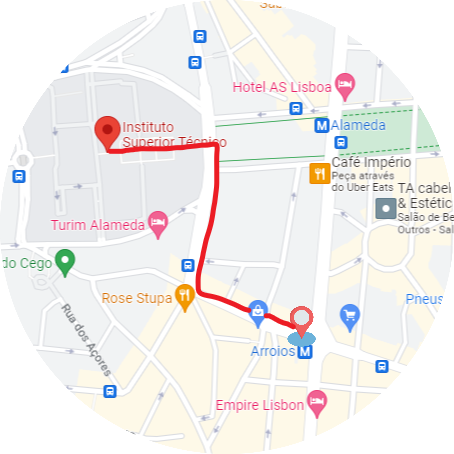 Hotel AS Lisboa
M Alameda
Instituto
Superior Técnico
Café Império
Peça através
do Uber Eats
TA cabel
& Estétic
Salão de Be
Outros - Sal
Turim Alameda
do Cego
Rose Stupa
Pneus
Rua dos Açores
Arroios M
Empire Lisbon